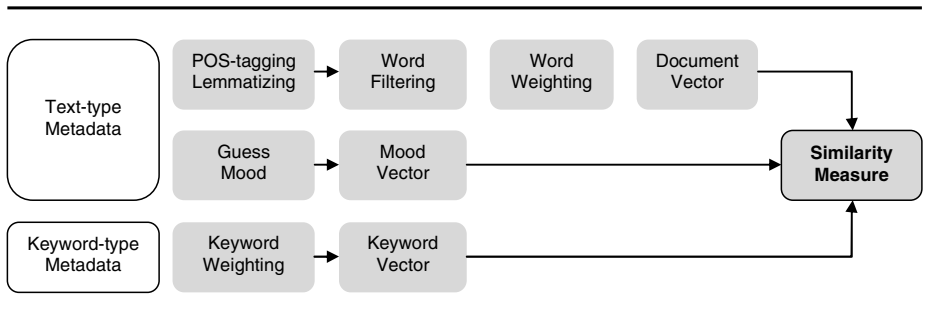 Text-type
Metadata
POS-tagging
Lemmatizing
Word
Filtering
Word
Weighting
Document
Vector
Guess
Mood
Mood
Vector
Similarity
Measure
Keyword-type
Metadata
Keyword
Weighting
Keyword
Vector